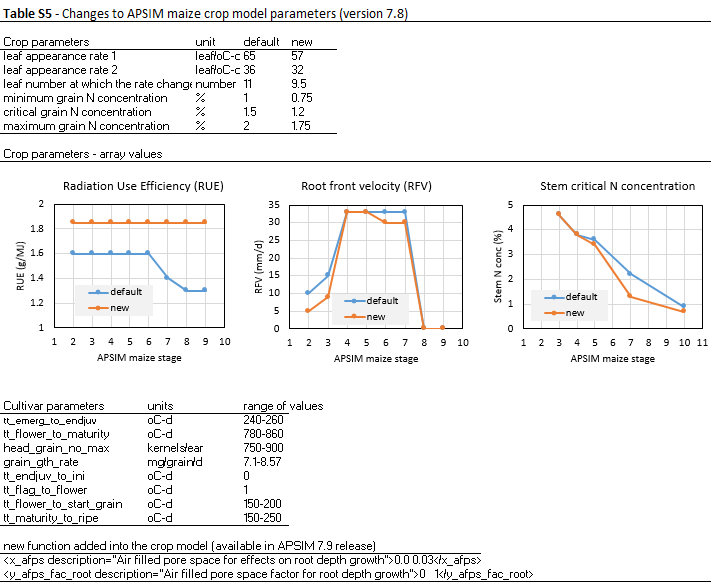 Table S5 - Changes to APSIM maize crop model parameters (version 7.8)
Crop parameters unit default new
leaf appearance rate 1 leaf/oC-c 65 57
leaf appearance rate 2 leaf/oC-c 36 32
leaf number at which the rate change number 11 9.5
minimum grain N concentration % 1 0.75
critical grain N concentration % 1.5 1.2
maximum grain N concentration % 2 1.75
Crop parameters - array values
Radiation Use Efficiency (RUE)
2
1.8
1.6
1.4
1.2
1
RUE (g/MJ)
default
new
1 2 3 4 5 6 7 8 9 10
APSIM maize stage
Root front velocity (RFV)
35
30
25
20
15
10
5
0
RFV (mm/d)
default
new
1 2 3 4 5 6 7 8 9 10
APSIM maize stage
Stem critical N concentration
5
4
3
2
1
0
Stem N conc (%)
default
new
1 2 3 4 5 6 7 8 9 10 11
APSIM maize stage
Cultivar parameters units range of values
tt_emerg_to_endjuv oC-d 240-260
tt_flower_to_maturity oC-d 780-860
head_grain_no_max kernels/ear 750-900
grain_gth_rate mg/grain/d 7.1-8.57
tt_endjuv_to_ini oC-d 0
tt_flag_to_flower oC-d 1
tt_flower_to_start_grain oC-d 150-200
tt_maturity_to_ripe oC-d 150-250
new function added into the crop model (available in APSIM 7.9 release)
<x_afps description="Air filled pore space for effects on root depth growth">0.0 0.03</x_afps>
<y_afps_fac_root description="Air filled pore space factor for root depth growth">0 1</y_afps_fac_root>